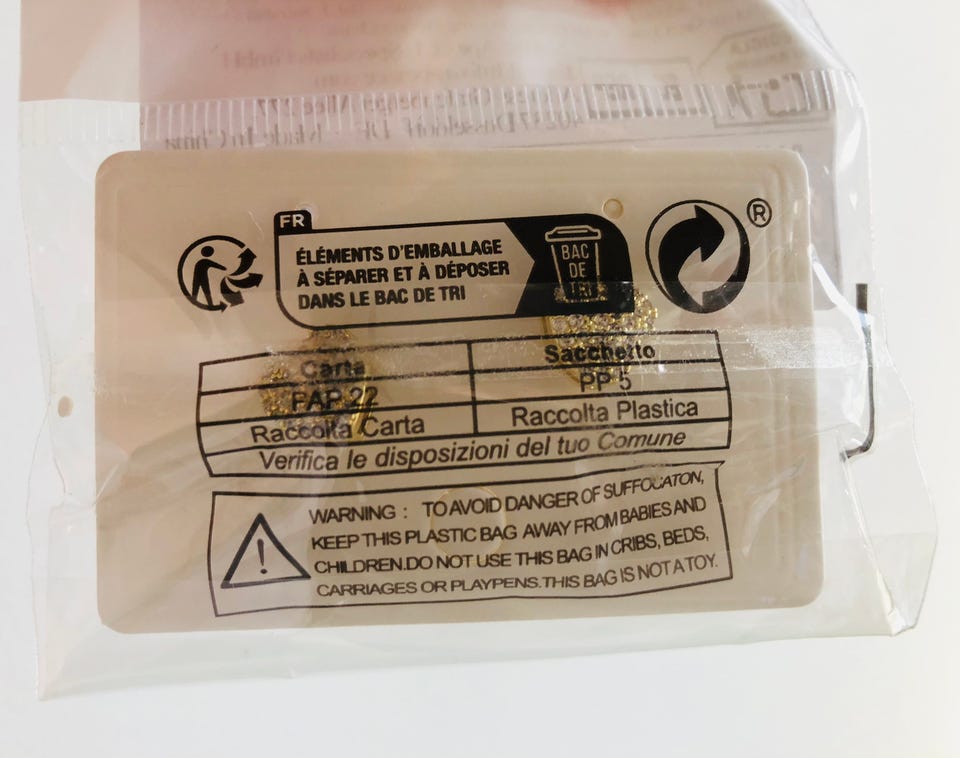 FR
ÉLÉMENTS D'EMBALLAGE
À SÉPARER ET À DÉPOSER
DANS LE BAC DE TRI
BAC
DE
TRI
®
Carta
Sacchetto
PAP 22
PP 5
Raccolta Carta
Raccolta Plastica
Verifica le disposizioni del tuo Comune
WARNING : TO AVOID DANGER OF SUFFOCATON,
KEEP THIS PLASTIC BAG AWAY FROM BABIES AND
CHILDREN.DO NOT USE THIS BAG IN CRIBS, BEDS,
CARRIAGES OR PLAYPENS.THIS BAG IS NOT A TOY.